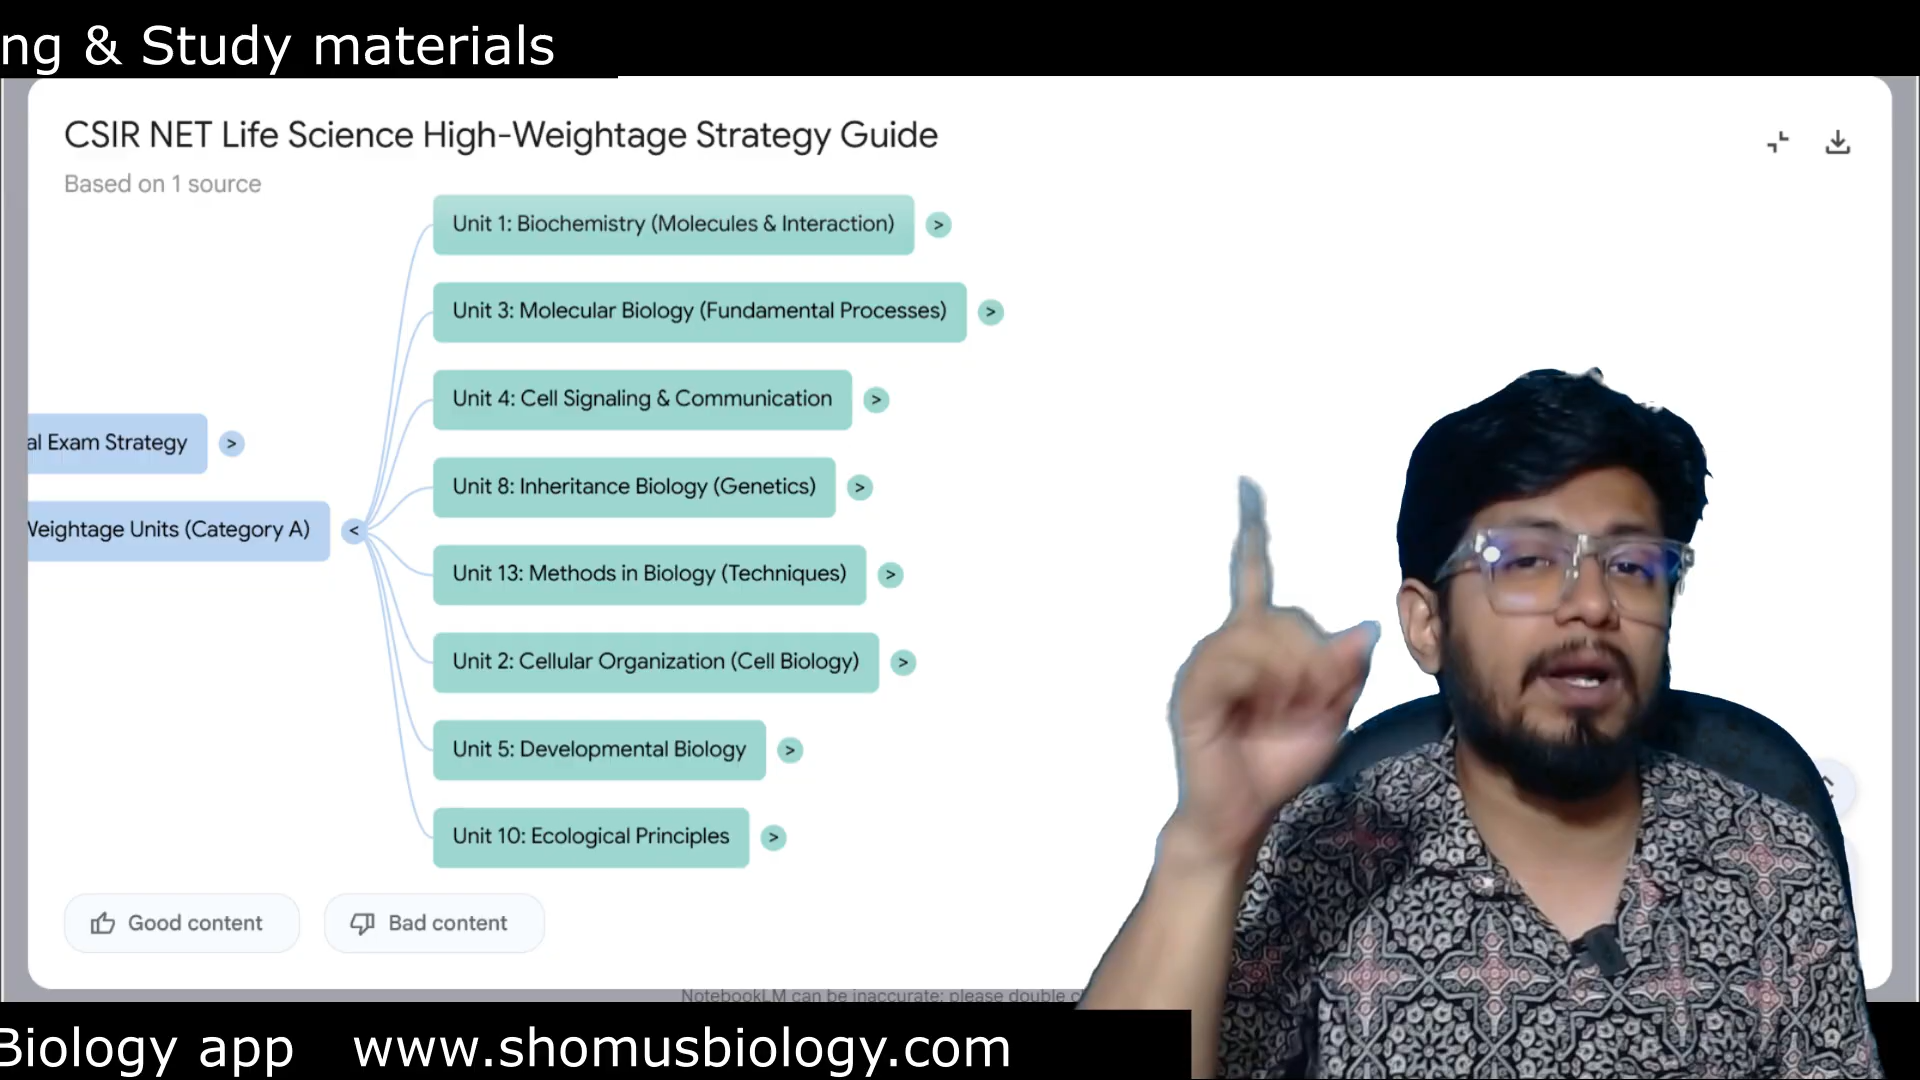 ng & Study materials
CSIR NET Life Science High-Weightage Strategy Guide
Based on 1 source
Unit 1: Biochemistry (Molecules & Interaction) >
Unit 3: Molecular Biology (Fundamental Processes) >
Unit 4: Cell Signaling & Communication >
al Exam Strategy >
Unit 8: Inheritance Biology (Genetics) >
Weightage Units (Category A) <
Unit 13: Methods in Biology (Techniques) >
Unit 2: Cellular Organization (Cell Biology) >
Unit 5: Developmental Biology >
Unit 10: Ecological Principles >
Good content
Bad content
NotebookLM can be inaccurate; please double c
Biology app www.shomusbiology.com